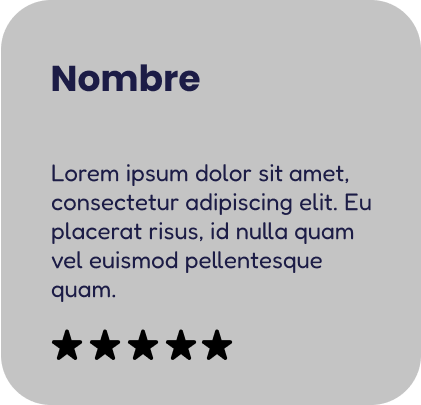 Nombre
Lorem ipsum dolor sit amet,
consectetur adipiscing elit. Eu
placerat risus, id nulla quam
vel euismod pellentesque
quam.